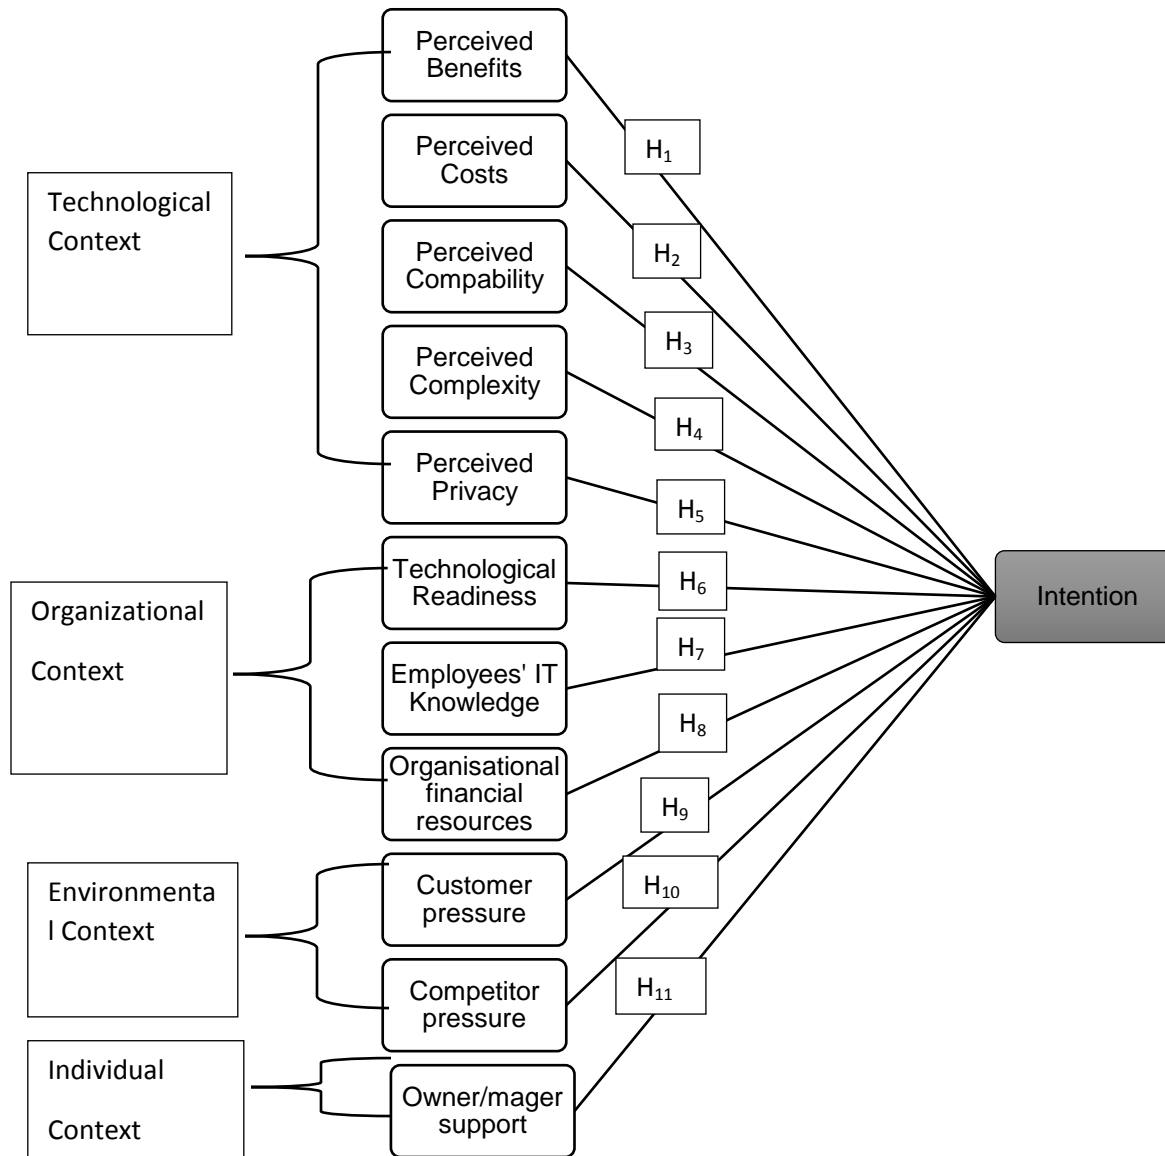 Perceived
Benefits
H1
Perceived
Costs
Technological
Context
H2
Perceived
Compability
H3
Perceived
Complexity
H4
Perceived
Privacy
H5
Technological
Readiness
H6
Intention
Organizational
Context
Employees' IT
Knowledge
H7
Organisational
financial
resources
H8
H9
Customer
pressure
Environmenta
l Context
H10
Competitor
pressure
H11
Individual
Context
Owner/mager
support